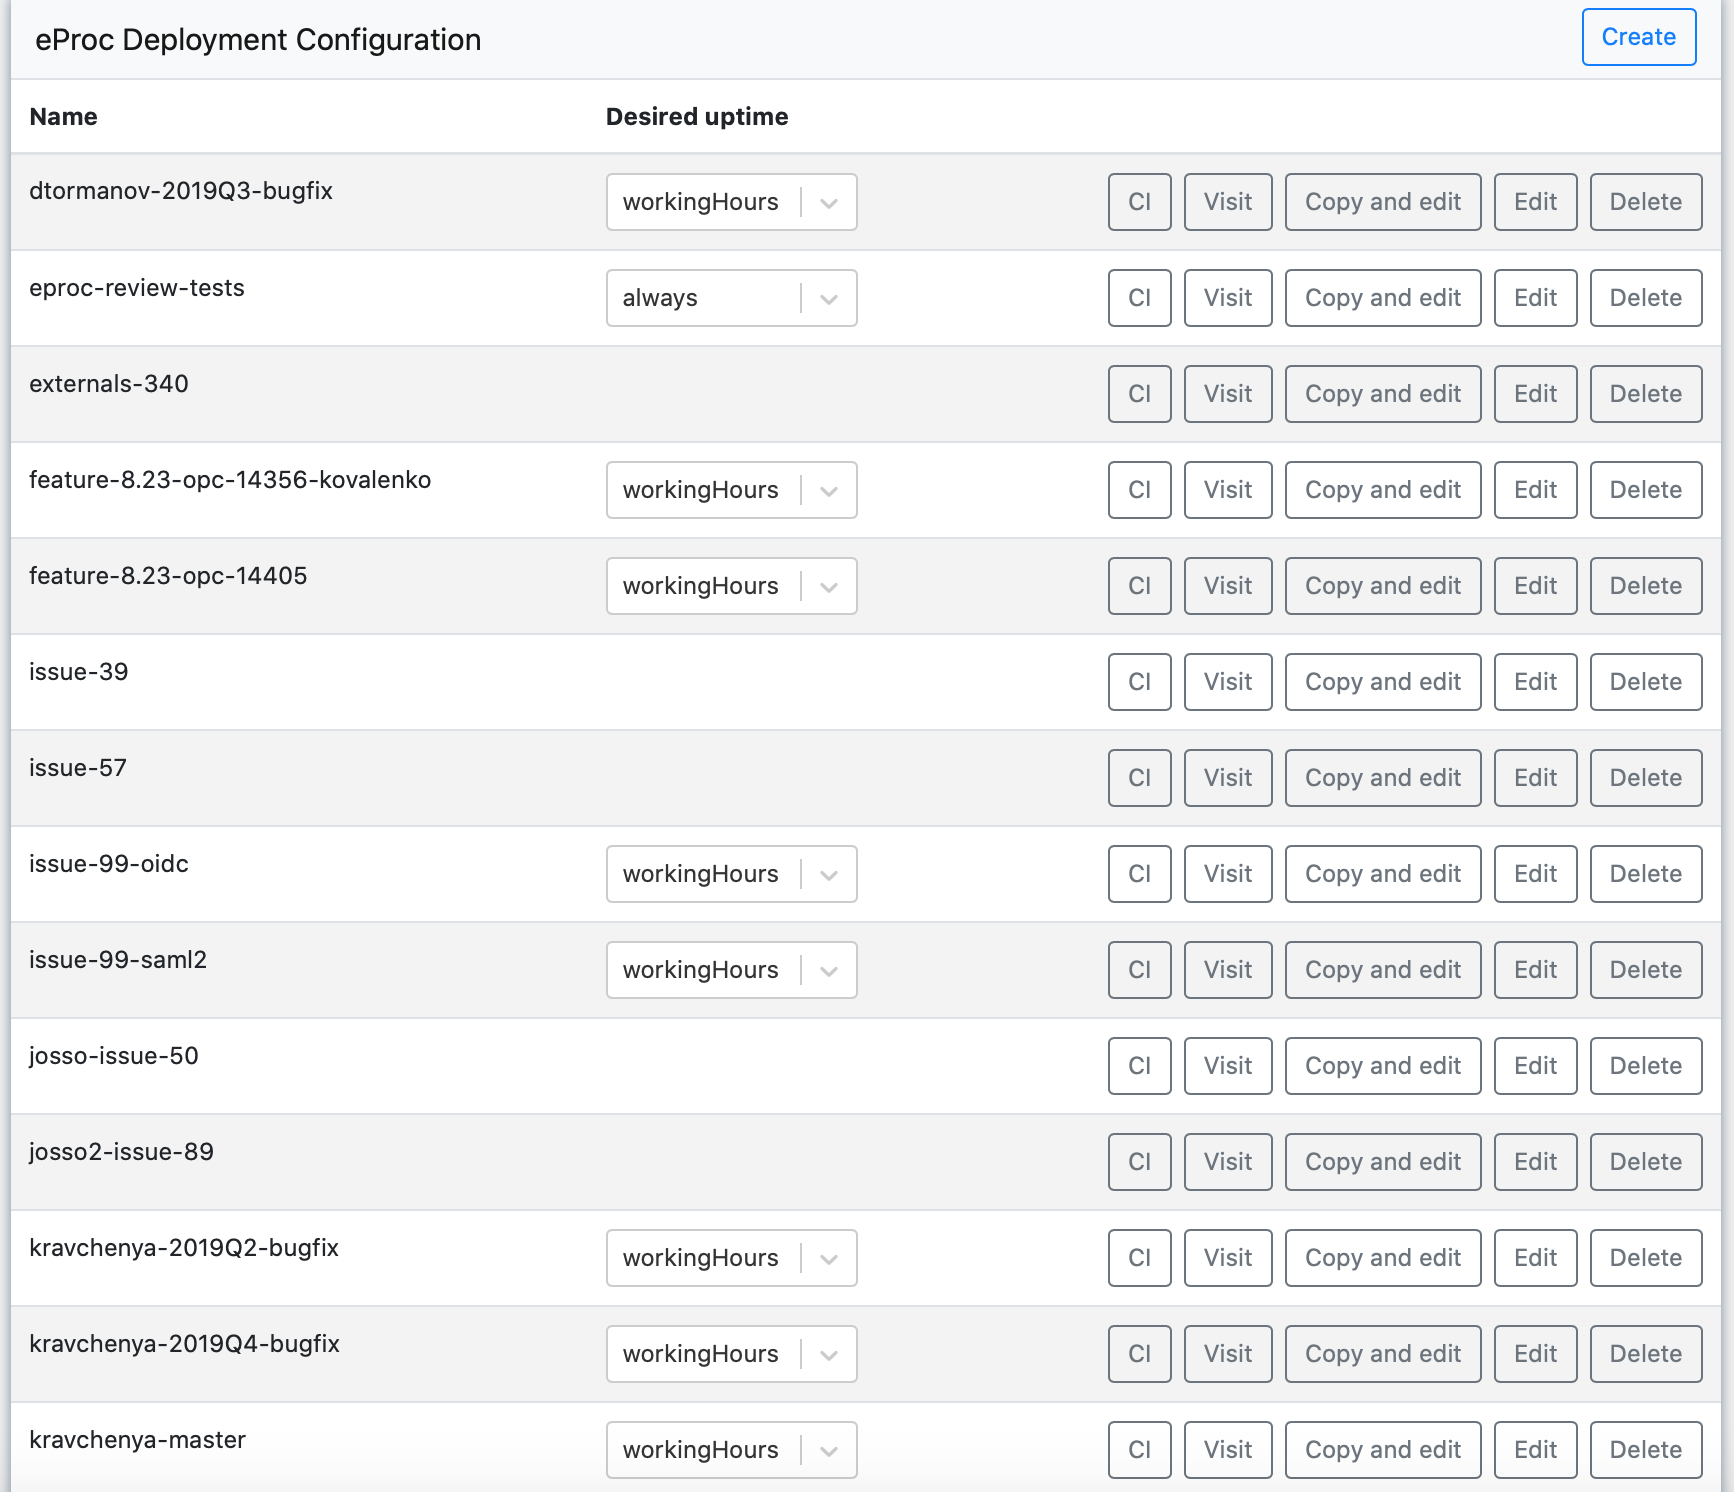 eProc Deployment Configuration Create
Name Desired uptime
dtormanov-2019Q3-bugfix workingHours CI Visit Copy and edit Edit Delete
eproc-review-tests always CI Visit Copy and edit Edit Delete
externals-340 CI Visit Copy and edit Edit Delete
feature-8.23-opc-14356-kovalenko workingHours CI Visit Copy and edit Edit Delete
feature-8.23-opc-14405 workingHours CI Visit Copy and edit Edit Delete
issue-39 CI Visit Copy and edit Edit Delete
issue-57 CI Visit Copy and edit Edit Delete
issue-99-oidc workingHours CI Visit Copy and edit Edit Delete
issue-99-saml2 workingHours CI Visit Copy and edit Edit Delete
josso-issue-50 CI Visit Copy and edit Edit Delete
josso2-issue-89 CI Visit Copy and edit Edit Delete
kravchenya-2019Q2-bugfix workingHours CI Visit Copy and edit Edit Delete
kravchenya-2019Q4-bugfix workingHours CI Visit Copy and edit Edit Delete
kravchenya-master workingHours CI Visit Copy and edit Edit Delete